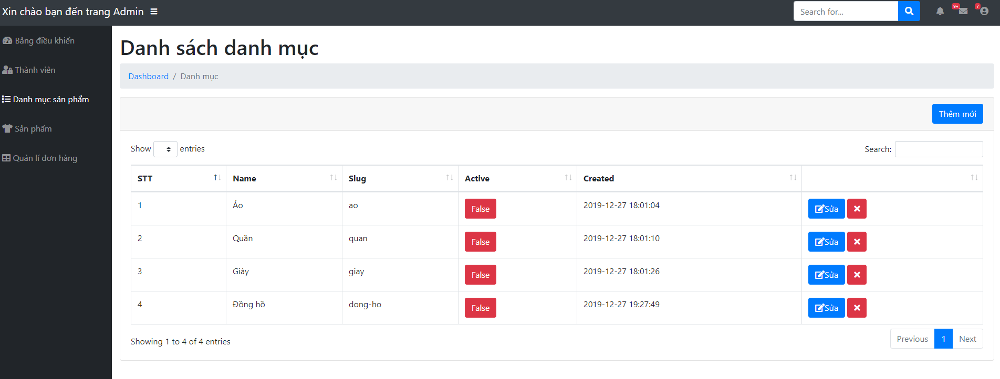 Xin chào bạn đến trang Admin
Search for...
9+
7
Bảng điều khiển
Thành viên
Danh mục sản phẩm
Sản phẩm
Quản lí đơn hàng
Danh sách danh mục
Dashboard / Danh mục
Thêm mới
Show entries
Search:
STT Name Slug Active Created
1 Áo ao False 2019-12-27 18:01:04 Sửa
2 Quần quan False 2019-12-27 18:01:10 Sửa
3 Giày giay False 2019-12-27 18:01:26 Sửa
4 Đồng hồ dong-ho False 2019-12-27 19:27:49 Sửa
Showing 1 to 4 of 4 entries
Previous 1 Next